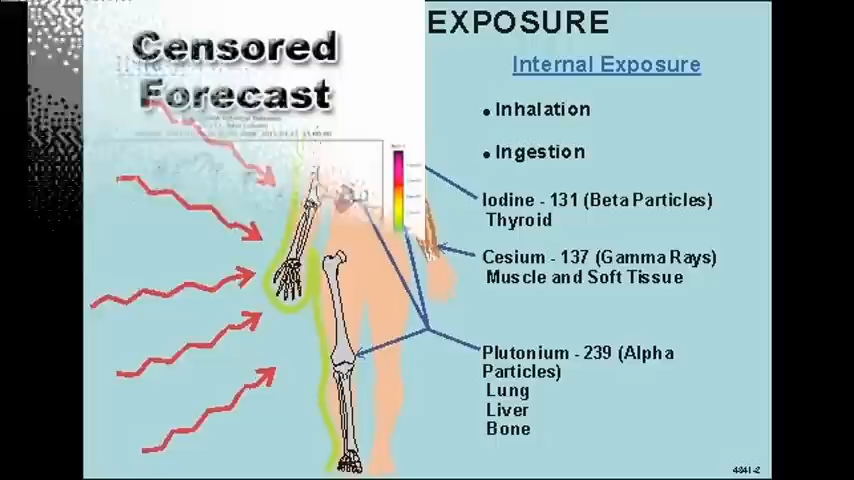 EXPOSURE
Censored
Forecast
Internal Exposure
• Inhalation
• Ingestion
Iodine - 131 (Beta Particles)
Thyroid
Cesium - 137 (Gamma Rays)
Muscle and Soft Tissue
Plutonium - 239 (Alpha
Particles)
Lung
Liver
Bone
4841-2